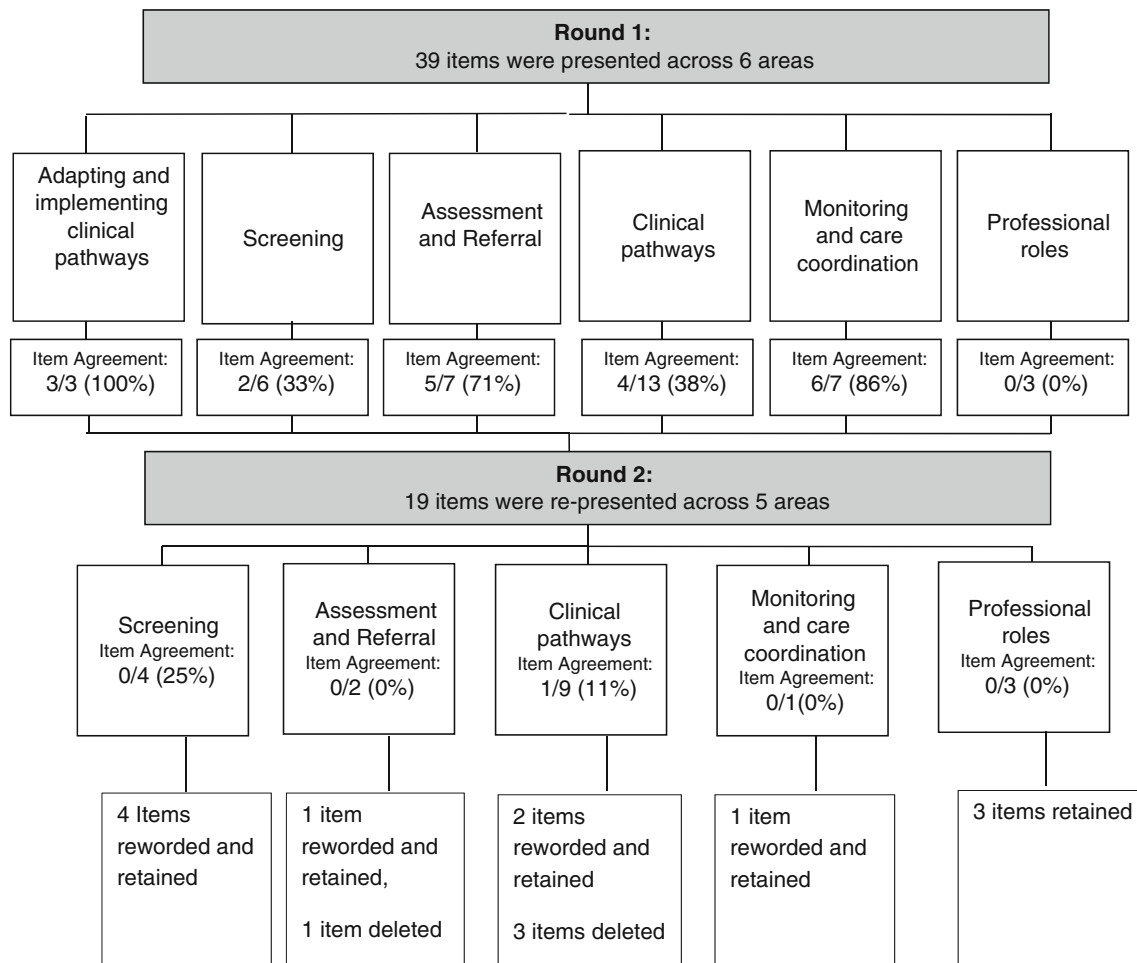 Round 1:
39 items were presented across 6 areas
Adapting and
implementing
clinical
pathways
Screening
Assessment
and Referral
Clinical
pathways
Monitoring
and care
coordination
Professional
roles
Item Agreement:
3/3 (100%)
Item Agreement:
2/6 (33%)
Item Agreement:
5/7 (71%)
Item Agreement:
4/13 (38%)
Item Agreement:
6/7 (86%)
Item Agreement:
0/3 (0%)
Round 2:
19 items were re-presented across 5 areas
Screening
Item Agreement:
0/4 (25%)
Assessment
and Referral
Item Agreement:
0/2 (0%)
Clinical
pathways
Item Agreement:
1/9 (11%)
Monitoring
and care
coordination
Item Agreement:
0/1(0%)
Professional
roles
Item Agreement:
0/3 (0%)
4 Items
reworded and
retained
1 item
reworded and
retained,
1 item deleted
2 items
reworded and
retained
3 items deleted
1 item
reworded and
retained
3 items retained